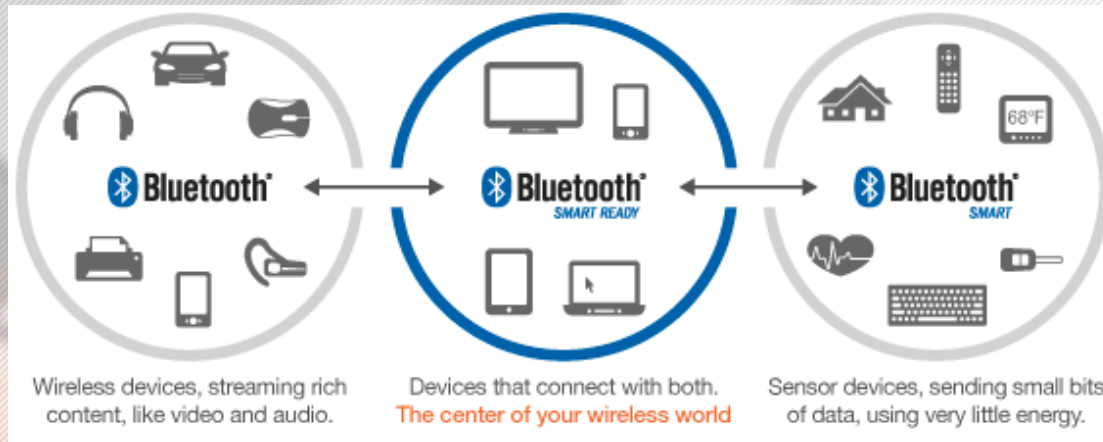 68°F
Bluetooth®
Bluetooth®
SMART READY
Bluetooth®
SMART
Wireless devices, streaming rich
content, like video and audio.
Devices that connect with both.
The center of your wireless world
Sensor devices, sending small bits
of data, using very little energy.